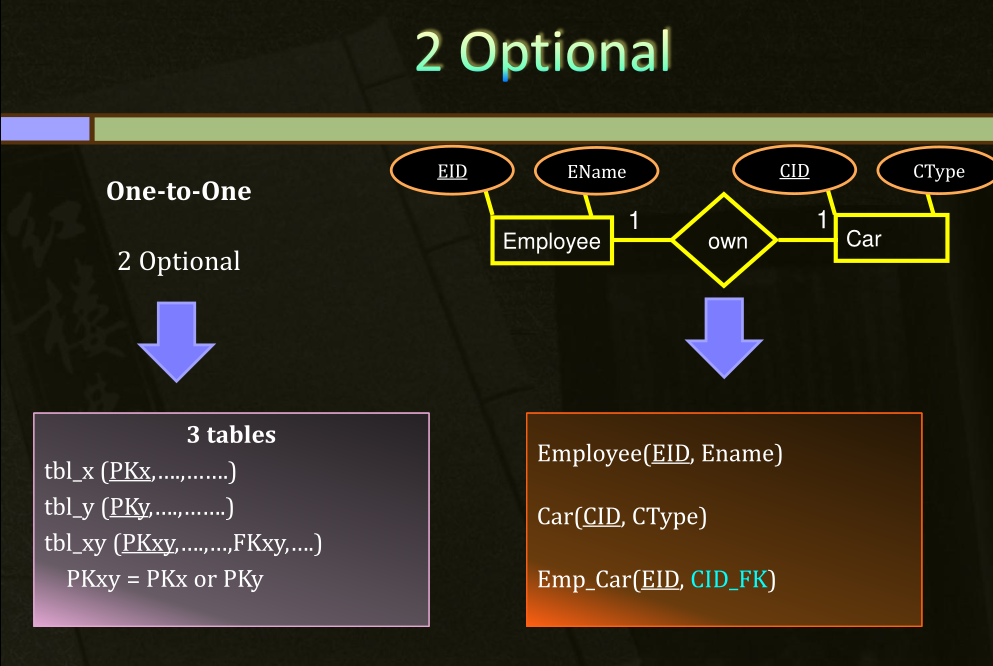 2 Optional
One-to-One
2 Optional
EID
EName
CID
CType
Employee
1
own
1
Car
3 tables
tbl_x (PKx,....,.......)
tbl_y (PKy,....,.......)
tbl_xy (PKxy,....,...,FKxy,....)
PKxy = PKx or PKy
Employee(EID, Ename)
Car(CID, CType)
Emp_Car(EID, CID_FK)